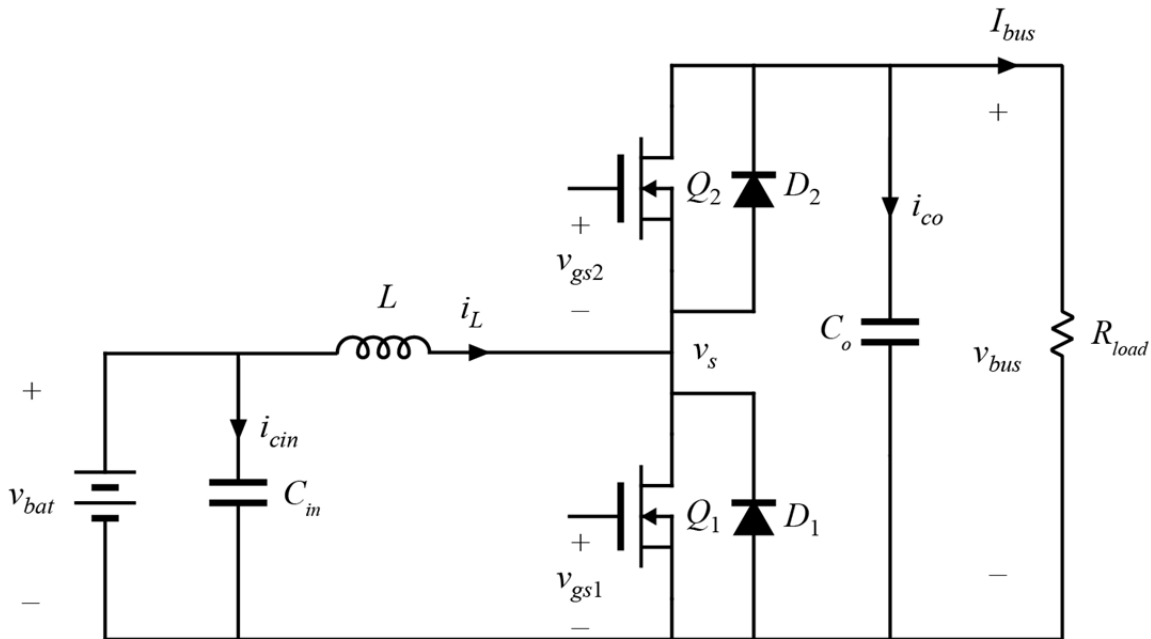 I_bus
+
Q_2
D_2
i_co
+
v_gs2
L
i_L
−
C_o
R_load
v_s
v_bus
+
i_cin
v_bat
C_in
Q_1
D_1
+
v_gs1
−
−
−